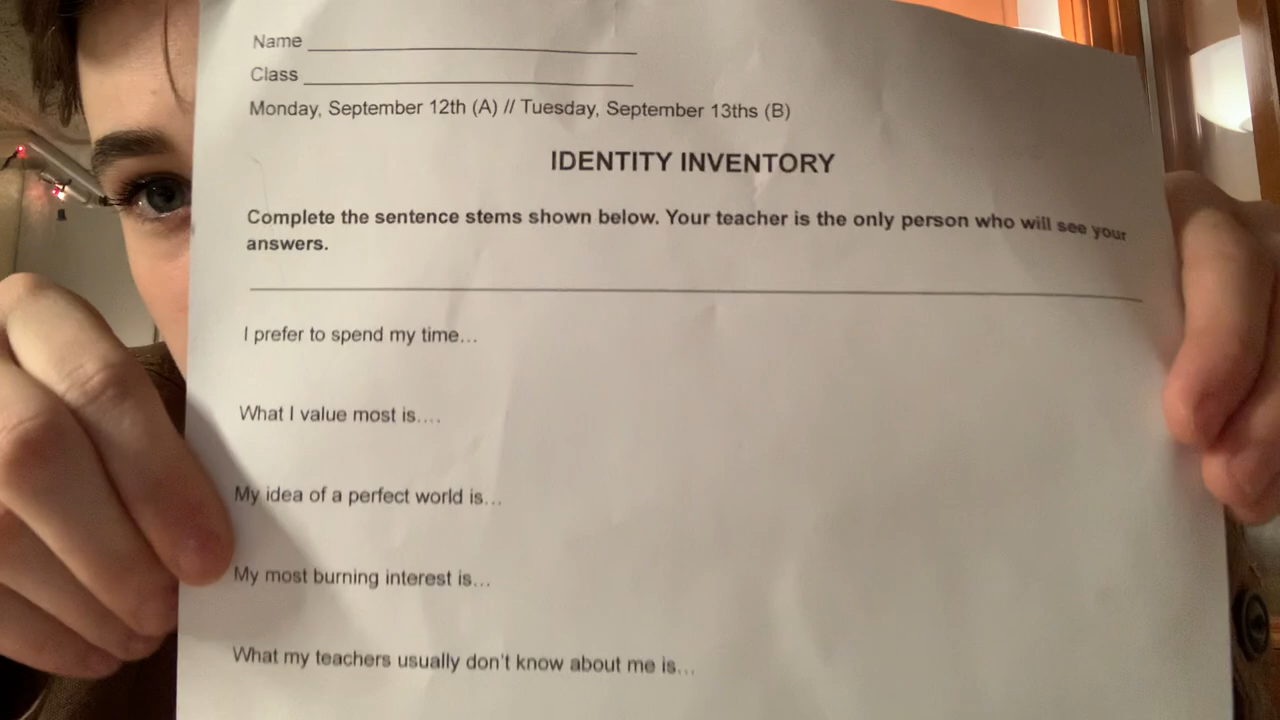 Name
Class
Monday, September 12th (A) // Tuesday, September 13ths (B)
IDENTITY INVENTORY
Complete the sentence stems shown below. Your teacher is the only person who will see your
answers.
I prefer to spend my time...
What I value most is....
My idea of a perfect world is...
My most burning interest is...
What my teachers usually don't know about me is...